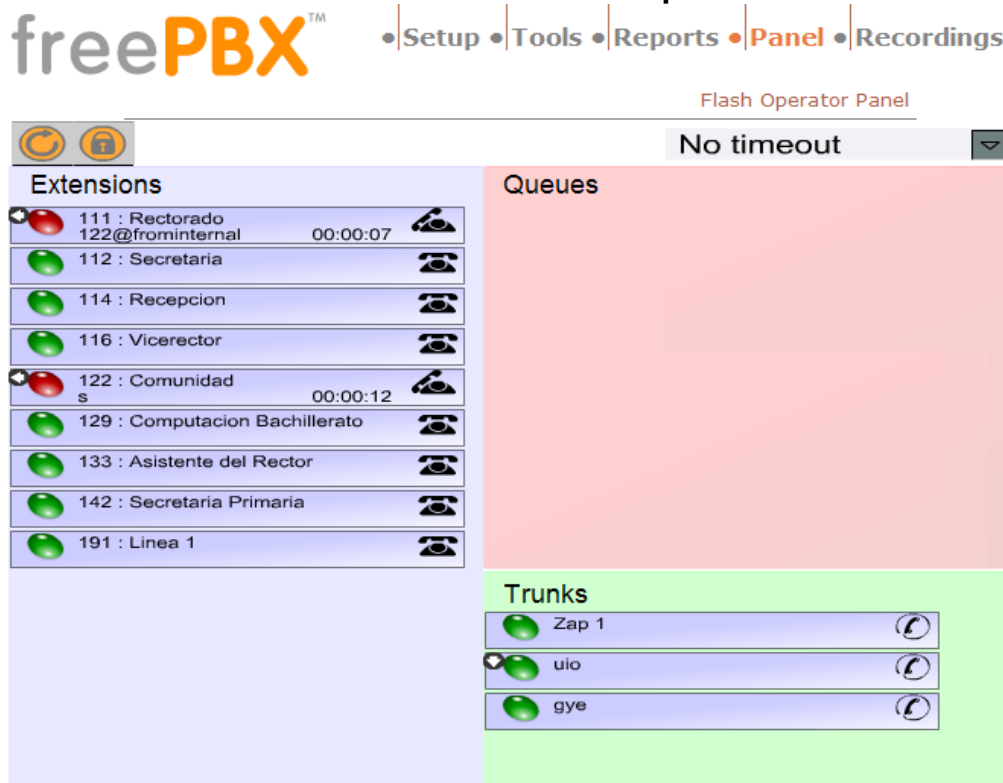 freePBX™
• Setup • Tools • Reports • Panel • Recordings
Flash Operator Panel
No timeout
Extensions
111 : Rectorado
122@frominternal 00:00:07
112 : Secretaria
114 : Recepcion
116 : Vicerector
122 : Comunidad
s 00:00:12
129 : Computacion Bachillerato
133 : Asistente del Rector
142 : Secretaria Primaria
191 : Linea 1
Queues
Trunks
Zap 1
uio
gye